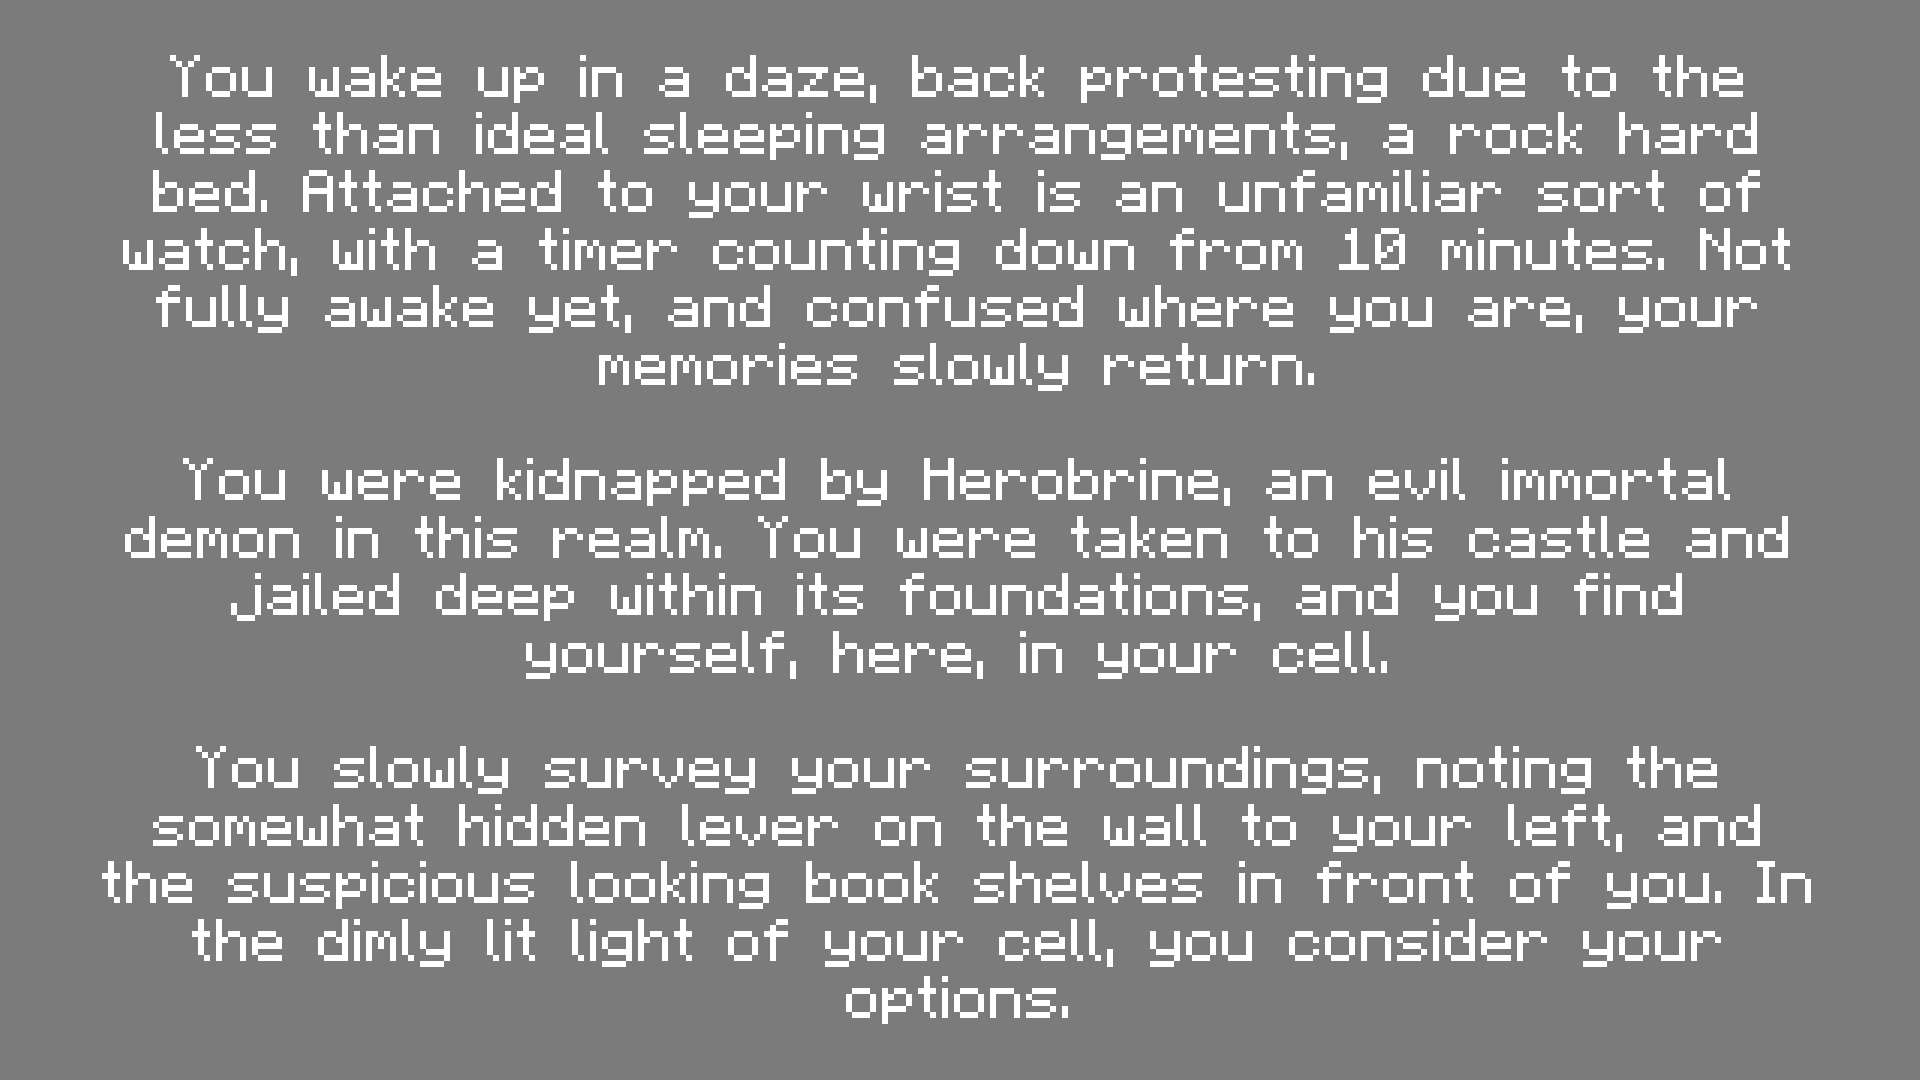 You wake up in a daze, back protesting due to the
less than ideal sleeping arrangements, a rock hard
bed. Attached to your wrist is an unfamiliar sort of
watch, with a timer counting down from 10 minutes. Not
fully awake yet, and confused where you are, your
memories slowly return.
You were kidnapped by Herobrine, an evil immortal
demon in this realm. You were taken to his castle and
jailed deep within its foundations, and you find
yourself, here, in your cell.
You slowly survey your surroundings, noting the
somewhat hidden lever on the wall to your left, and
the suspicious looking book shelves in front of you. In
the dimly lit light of your cell, you consider your
options.